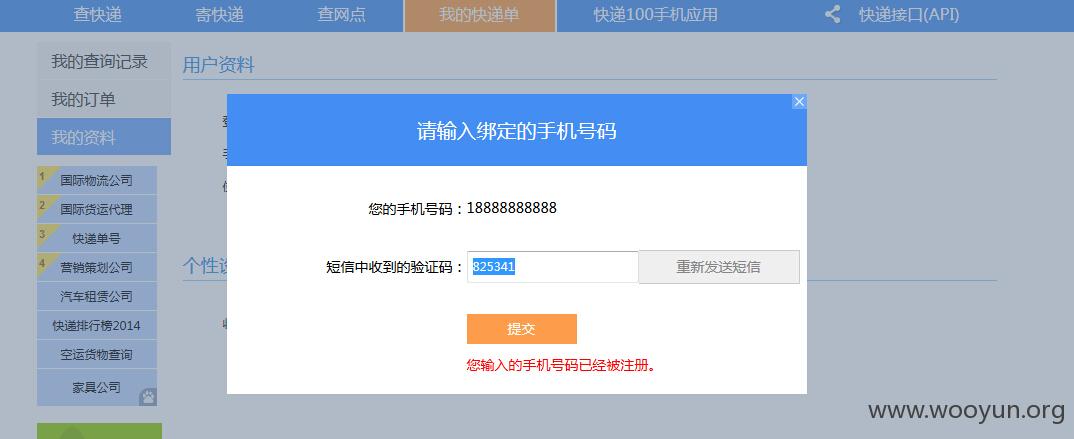 查快递 寄快递 查网点 我的快递单 快递100手机应用 快递接口(API)
我的查询记录
我的订单
我的资料
1 国际物流公司
2 国际货运代理
3 快递单号
4 营销策划公司
汽车租赁公司
快递排行榜2014
空运货物查询
家具公司
用户资料
个性设
请输入绑定的手机号码
您的手机号码：18888888888
短信中收到的验证码：825341 重新发送短信
提交
您输入的手机号码已经被注册。
www.wooyun.org